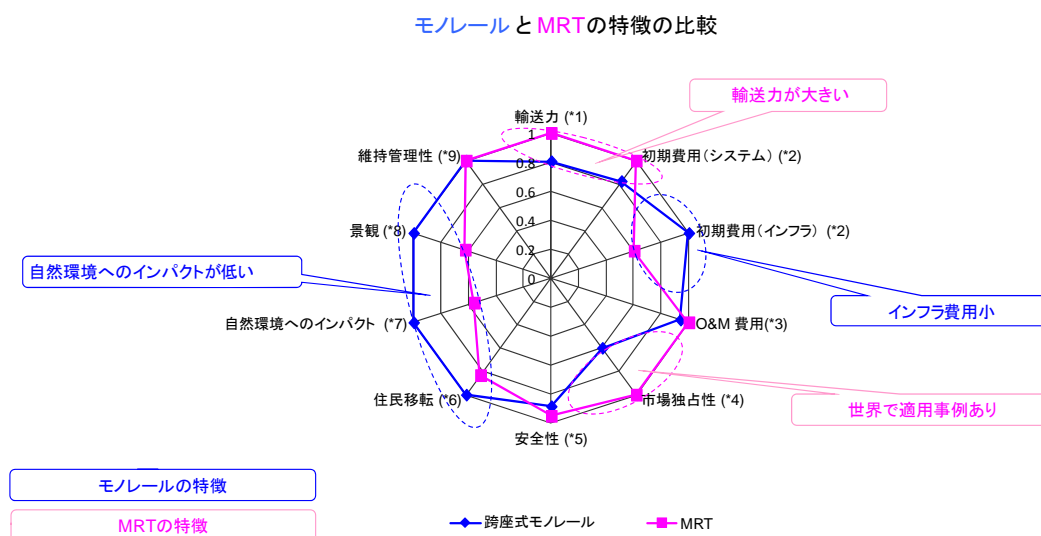 モノレールとMRTの特徴の比較
輸送力が大きい
輸送力 (*1)
初期費用（システム） (*2)
初期費用（インフラ） (*2)
O&M 費用(*3)
市場独占性 (*4)
安全性 (*5)
住民移転 (*6)
自然環境へのインパクト (*7)
景観 (*8)
維持管理性 (*9)
1
0.8
0.6
0.4
0.2
0
自然環境へのインパクトが低い
インフラ費用小
世界で適用事例あり
モノレールの特徴
MRTの特徴
跨座式モノレール
MRT